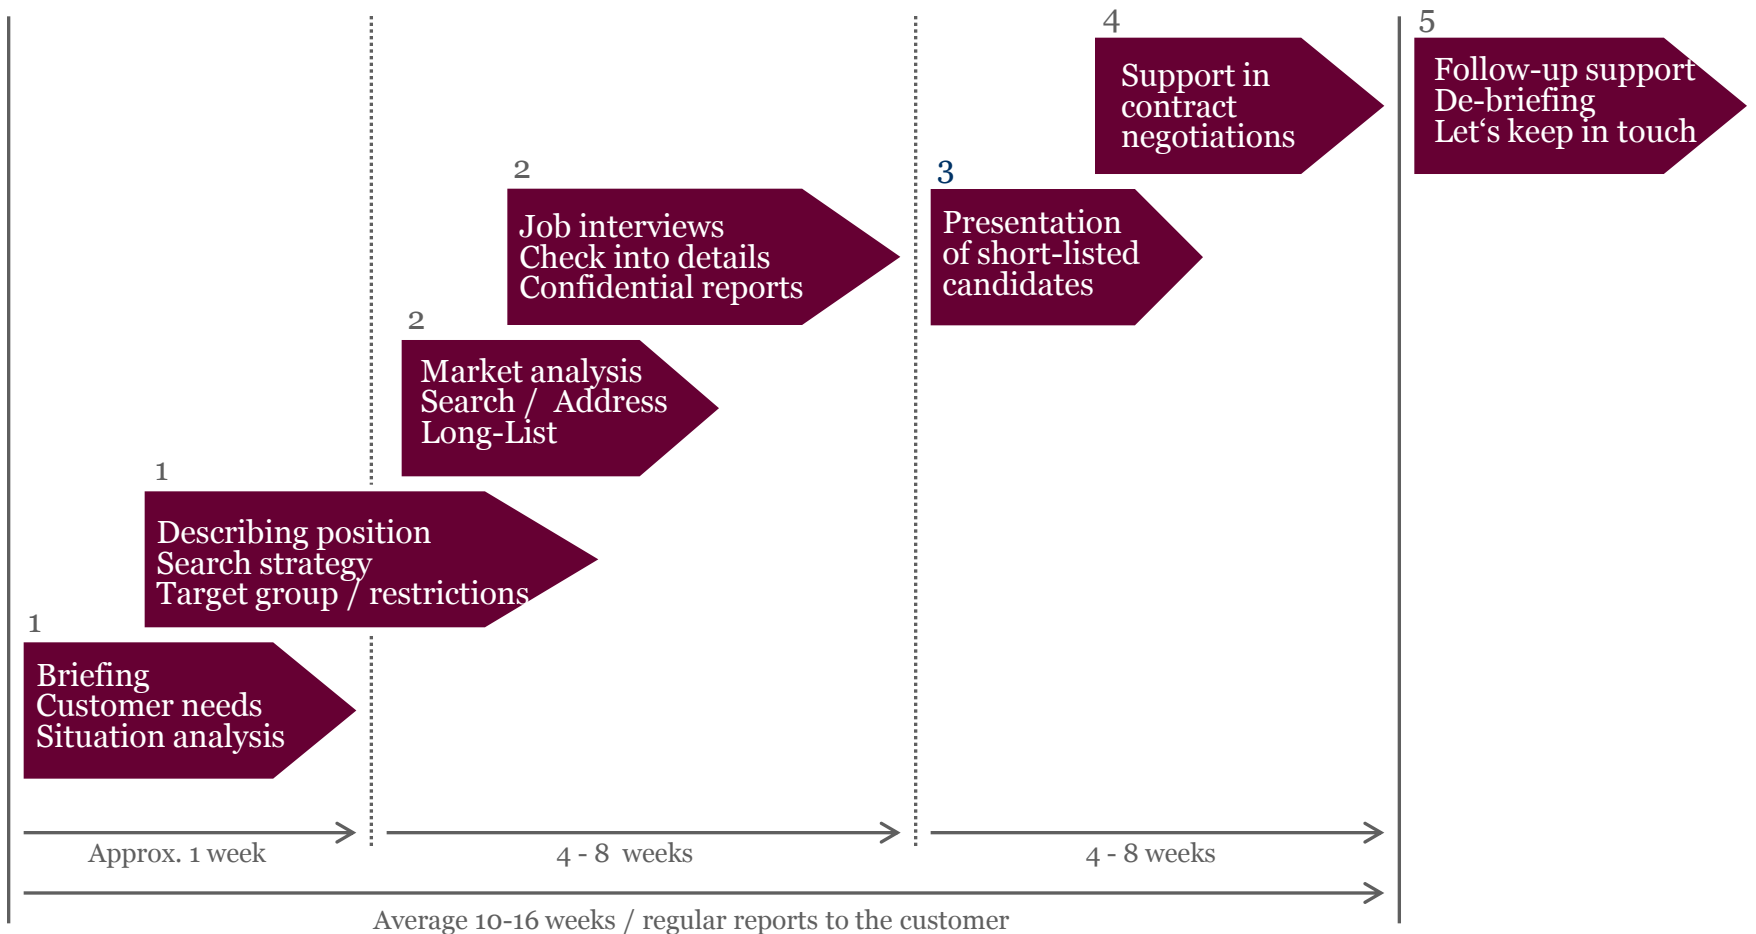 4
Support in
contract
negotiations
5
Follow-up support
De-briefing
Let‘s keep in touch
2
Job interviews
Check into details
Confidential reports
3
Presentation
of short-listed
candidates
2
Market analysis
Search / Address
Long-List
1
Describing position
Search strategy
Target group / restrictions
1
Briefing
Customer needs
Situation analysis
Approx. 1 week
4 - 8 weeks
4 - 8 weeks
Average 10-16 weeks / regular reports to the customer